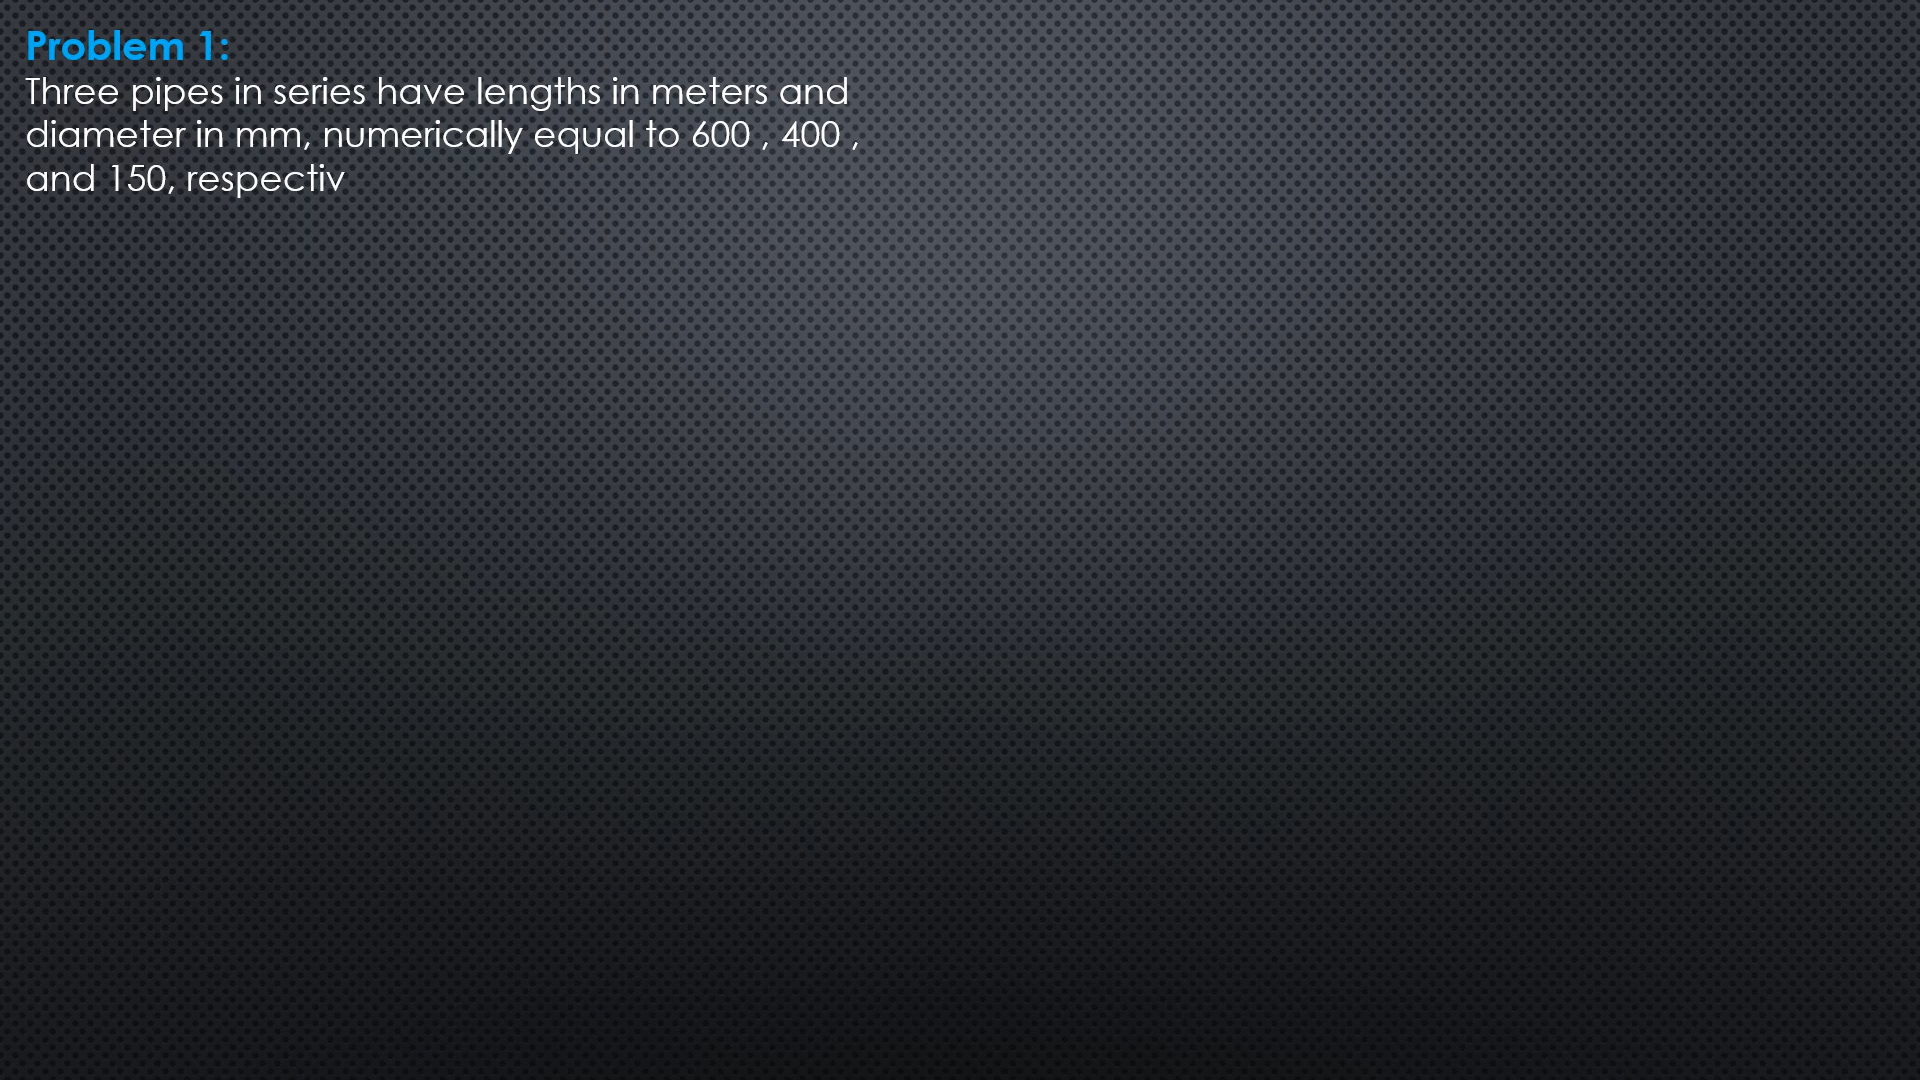 Problem 1:
Three pipes in series have lengths in meters and
diameter in mm, numerically equal to 600 , 400 ,
and 150, respectiv